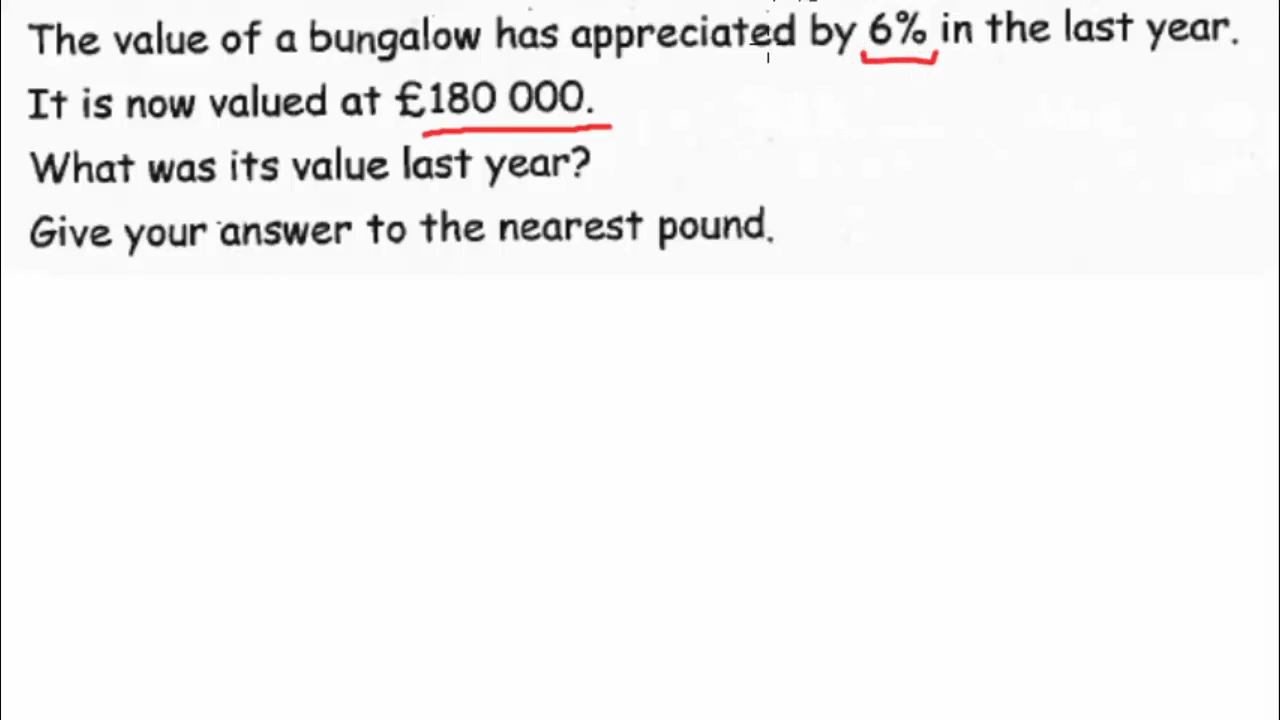 The value of a bungalow has appreciated by 6% in the last year.
It is now valued at £180 000.
What was its value last year?
Give your answer to the nearest pound.